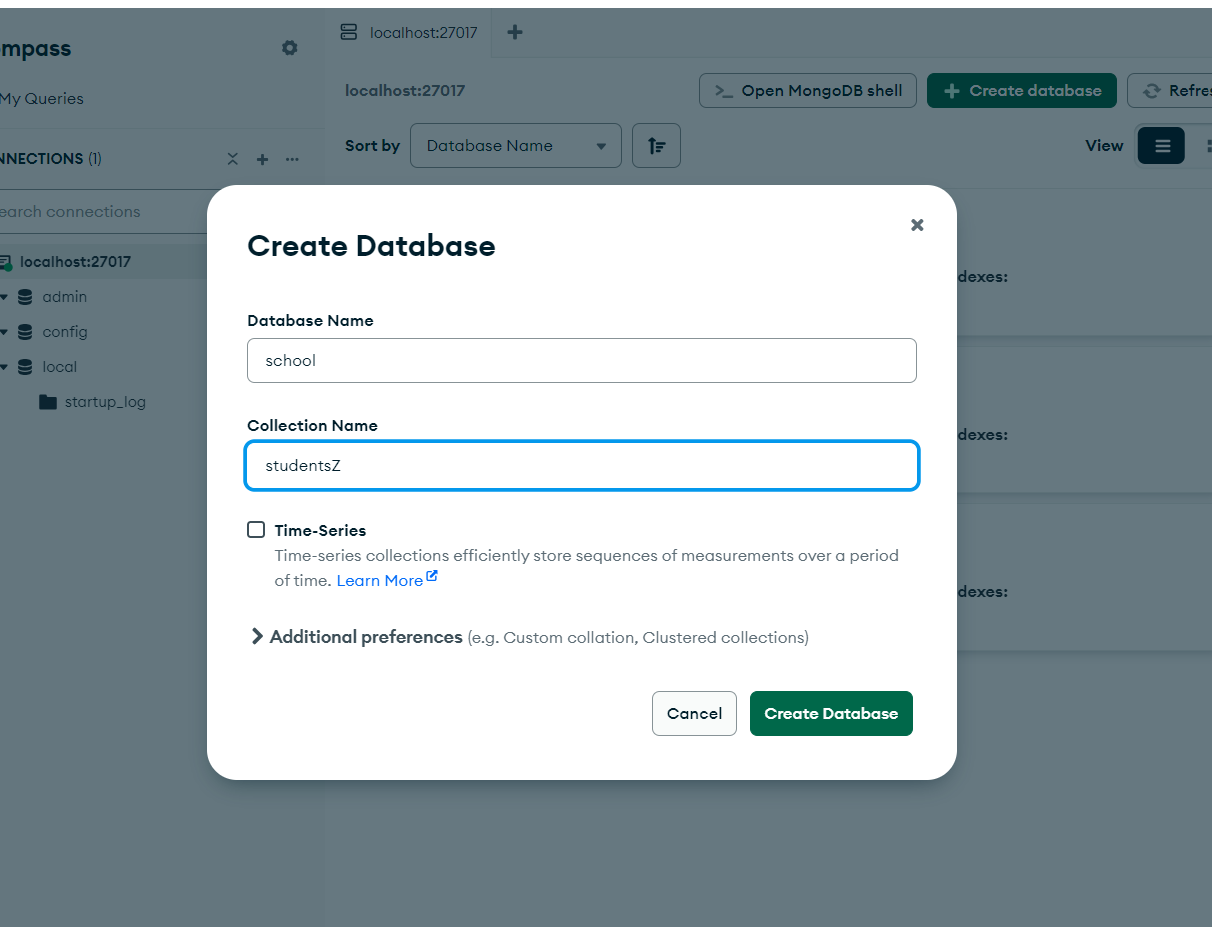 mpass
My Queries
NNECTIONS (1)
earch connections
localhost:27017
admin
config
local
startup_log
localhost:27017
localhost:27017
>_ Open MongoDB shell
Create database
Refres
Sort by
Database Name
View
dexes:
dexes:
dexes:
Create Database
Database Name
school
Collection Name
studentsZ
Time-Series
Time-series collections efficiently store sequences of measurements over a period
of time. Learn More
Additional preferences (e.g. Custom collation, Clustered collections)
Cancel
Create Database